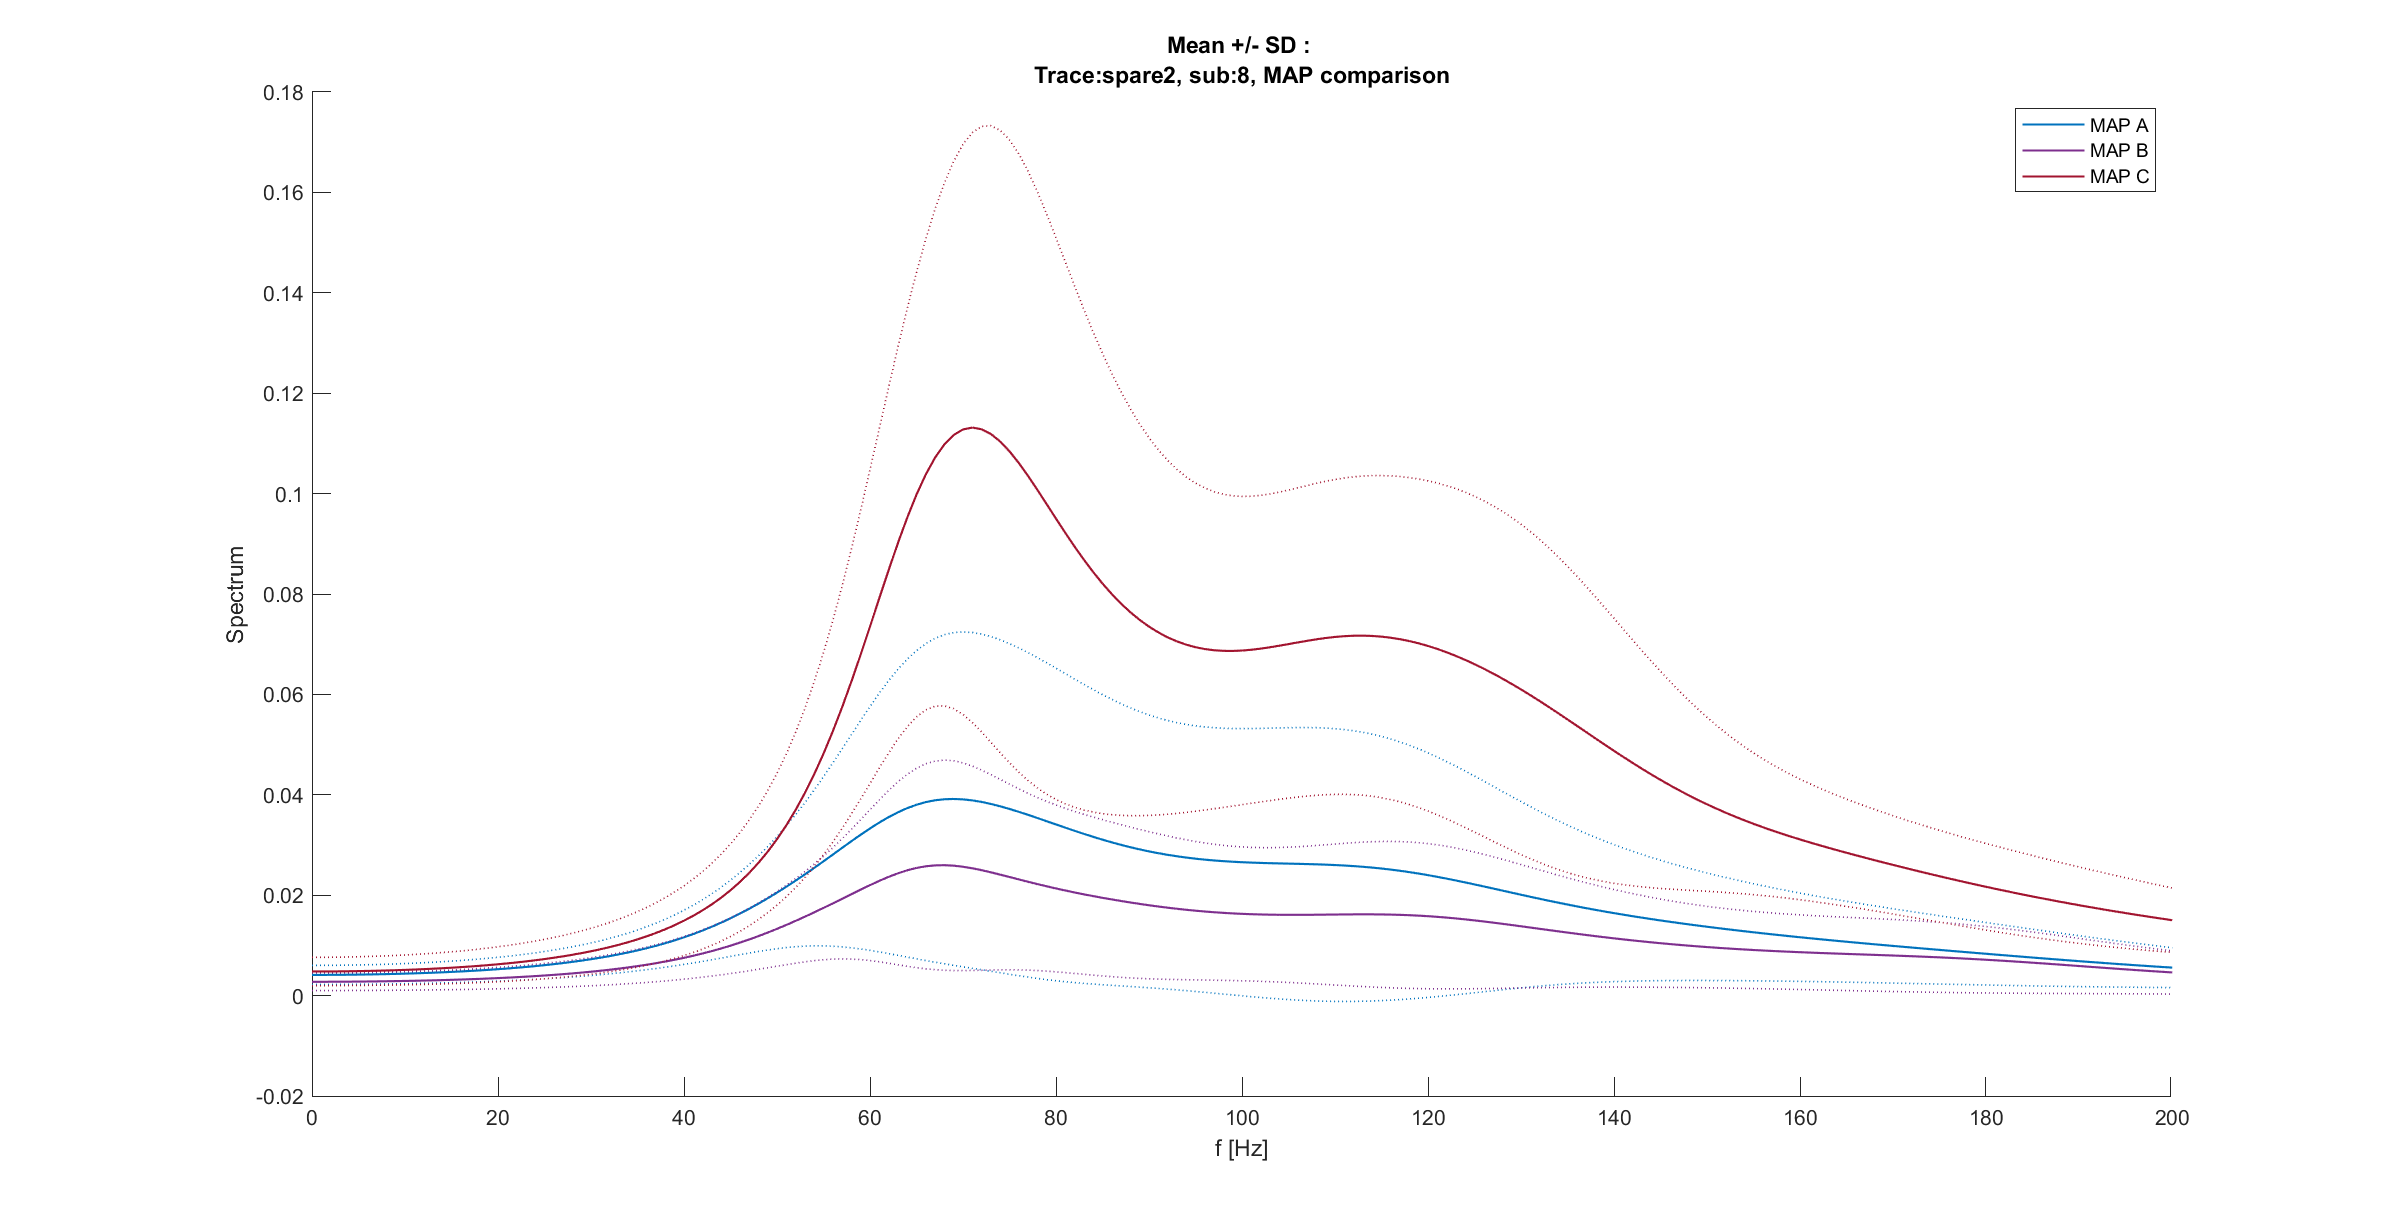 Mean +/- SD :
Trace:spare2, sub:8, MAP comparison
0.18
0.16
0.14
0.12
0.1
0.08
0.06
0.04
0.02
0
-0.02
Spectrum
MAP A
MAP B
MAP C
0 20 40 60 80 100 120 140 160 180 200
f [Hz]